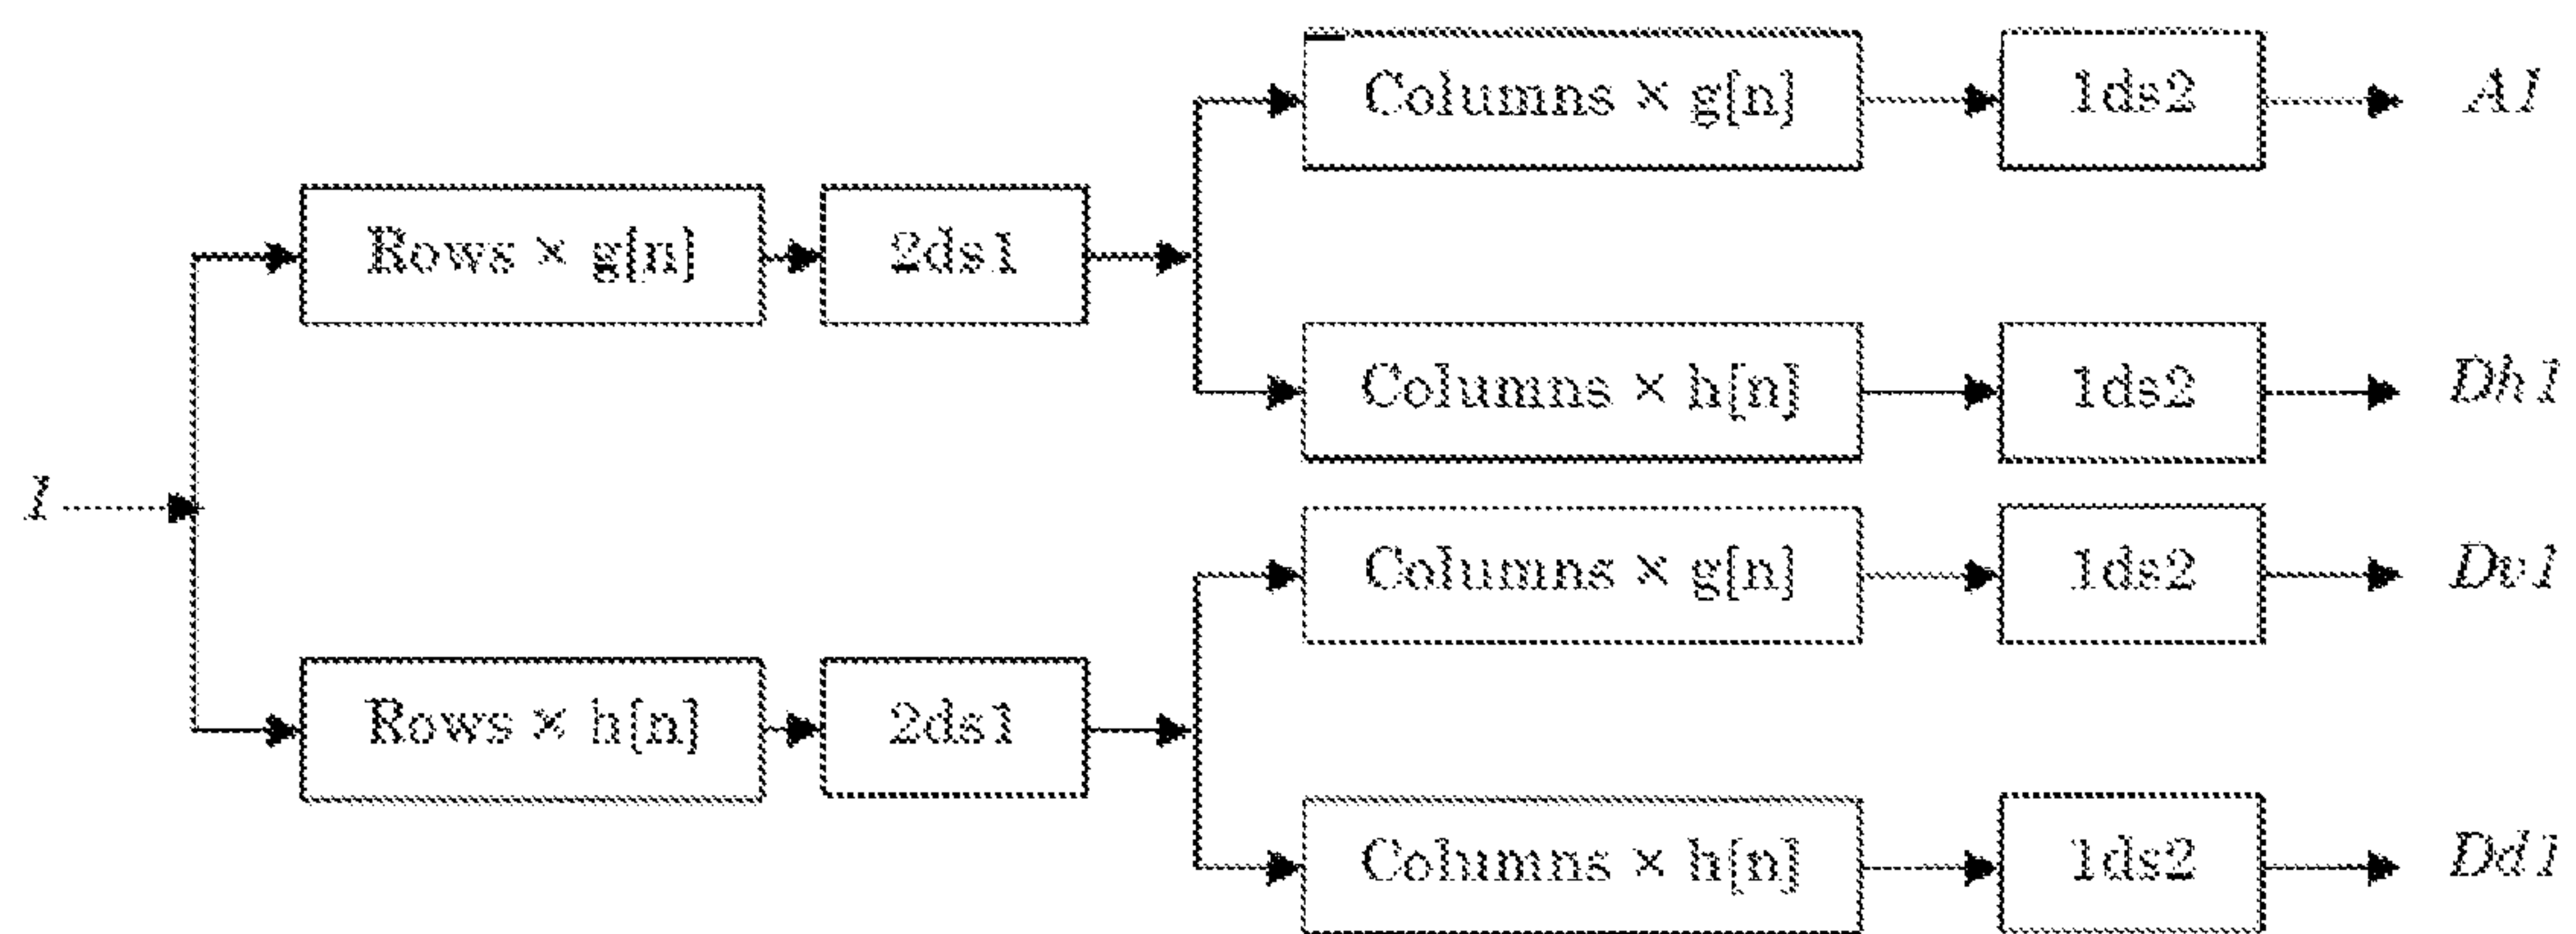 Columns × g[n]
1ds2
A1
Rows × g[n]
2ds1
Columns × h[n]
1ds2
Dh1
I
Columns × g[n]
1ds2
Dv1
Rows × h[n]
2ds1
Columns × h[n]
1ds2
Dd1